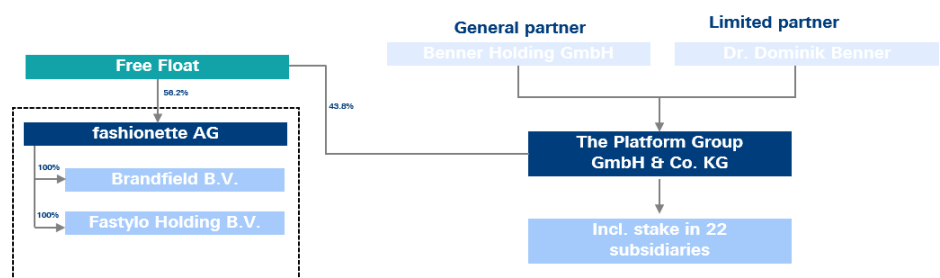 General partner
Limited partner
Benner Holding GmbH
Dr. Dominik Benner
Free Float
56.2%
43.8%
fashionette AG
The Platform Group
GmbH & Co. KG
100%
Brandfield B.V.
100%
Fastylo Holding B.V.
Incl. stake in 22
subsidiaries